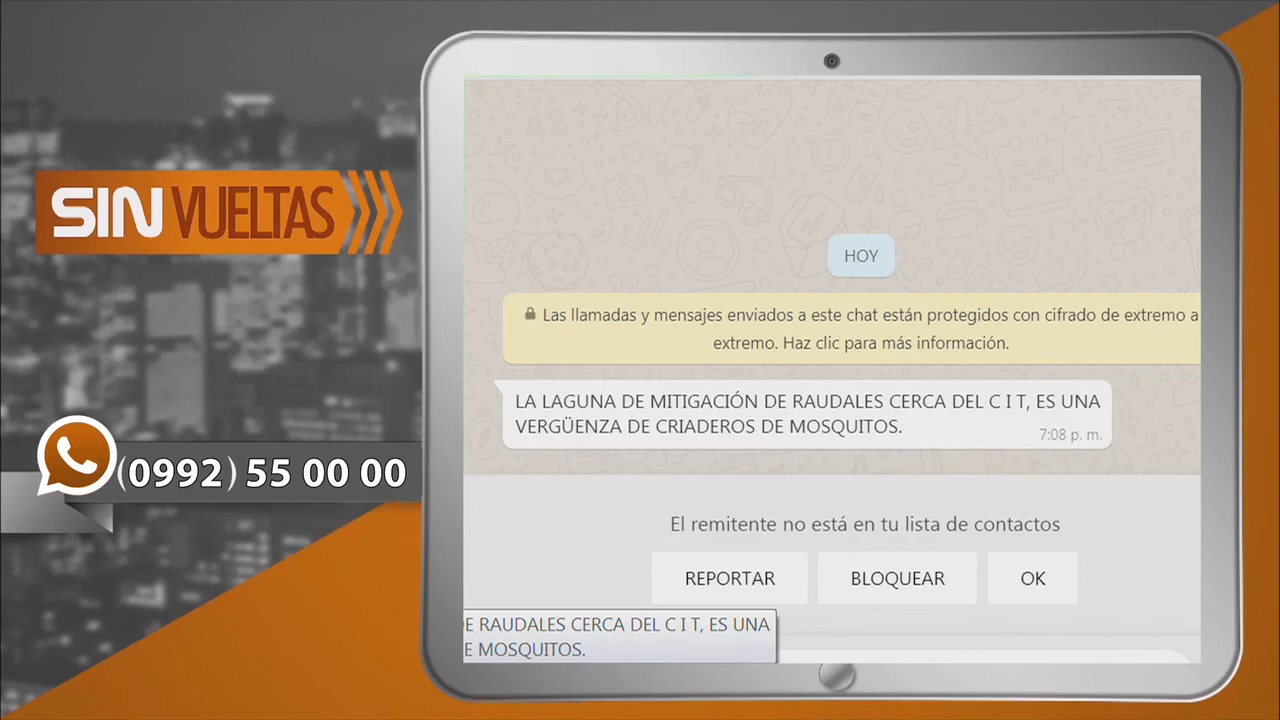 SIN VUELTAS
(0992) 55 00 00
HOY
Las llamadas y mensajes enviados a este chat están protegidos con cifrado de extremo a
extremo. Haz clic para más información.
LA LAGUNA DE MITIGACIÓN DE RAUDALES CERCA DEL C I T, ES UNA
VERGÜENZA DE CRIADEROS DE MOSQUITOS.
7:08 p. m.
El remitente no está en tu lista de contactos
REPORTAR BLOQUEAR OK
E RAUDALES CERCA DEL C I T, ES UNA
E MOSQUITOS.